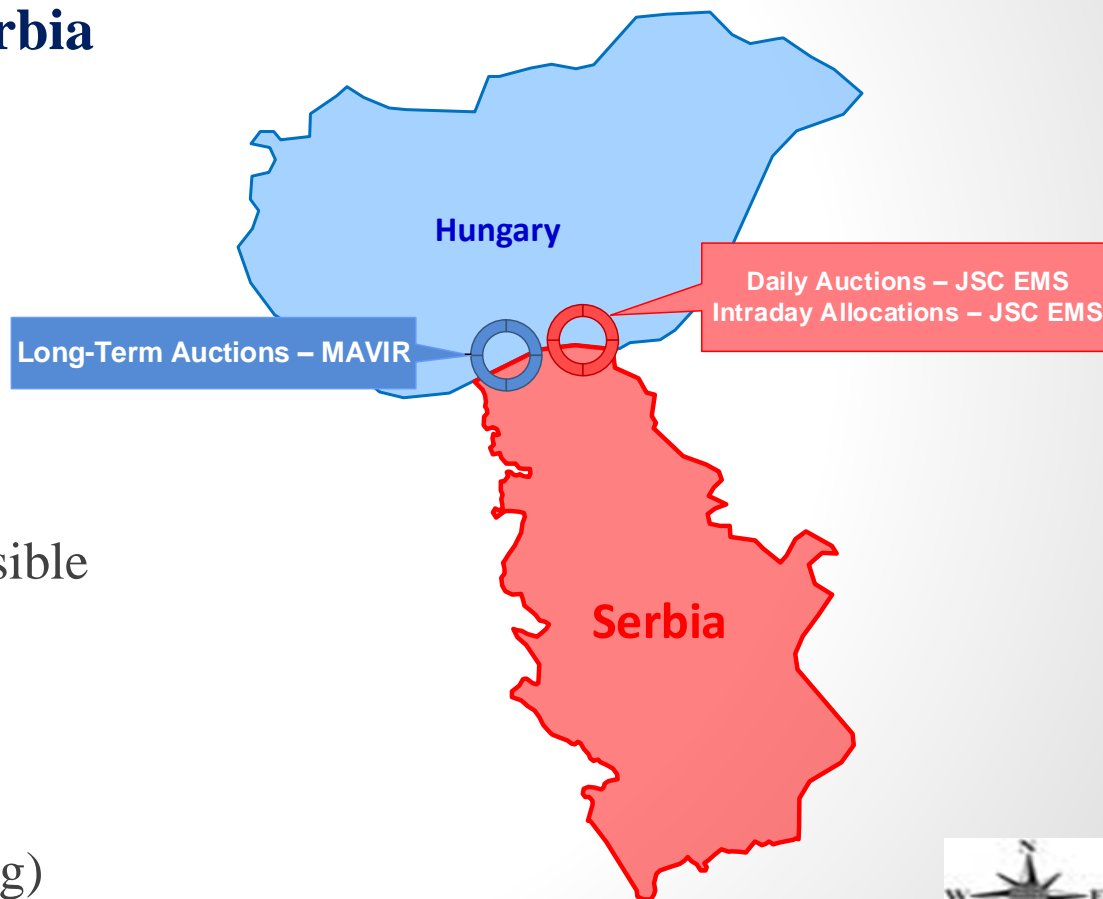 rbia
Hungary
Daily Auctions – JSC EMS
Intraday Allocations – JSC EMS
Long-Term Auctions – MAVIR
sible
Serbia
g)
N
W
E